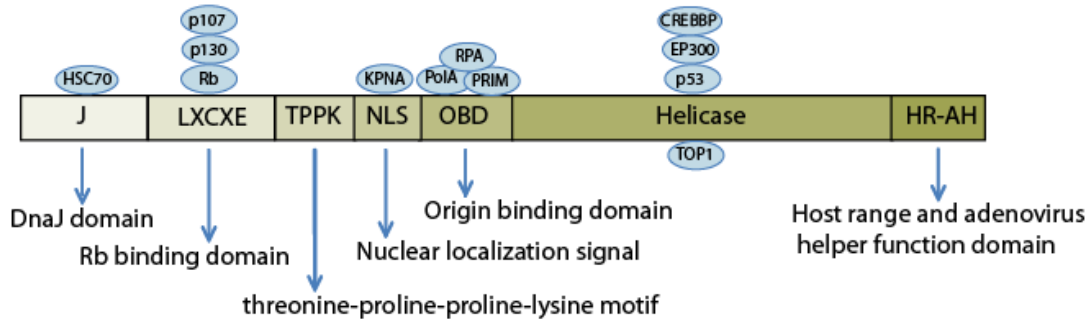 p107
p130
Rb
HSC70
KPNA
RPA
PolA
PRIM
CREBBP
EP300
p53
J
LXCXE
TPPK
NLS
OBD
Helicase
HR-AH
TOP1
DnaJ domain
Rb binding domain
threonine-proline-proline-lysine motif
Nuclear localization signal
Origin binding domain
Host range and adenovirus
helper function domain